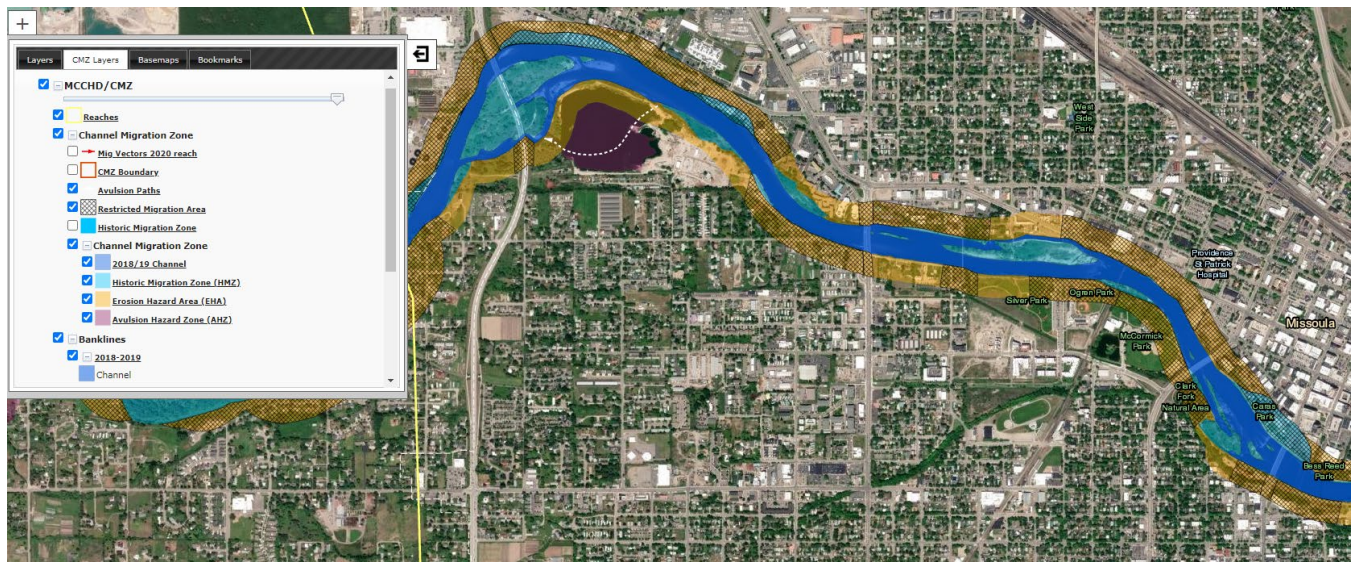 +
Layers CMZ Layers Basemaps Bookmarks
MCCHD/CMZ
Reaches
Channel Migration Zone
Mig Vectors 2020 reach
CMZ Boundary
Avulsion Paths
Restricted Migration Area
Historic Migration Zone
Channel Migration Zone
2018/19 Channel
Historic Migration Zone (HMZ)
Erosion Hazard Area (EHA)
Avulsion Hazard Zone (AHZ)
Banklines
2018-2019
Channel
West
Side
Park
Providence
St Patrick
Hospital
Silver Park
Ogren Park
Missoula
McCormick
Park
Clark
Fork
Natural Area
Caras
Park
Bess Reed
Park